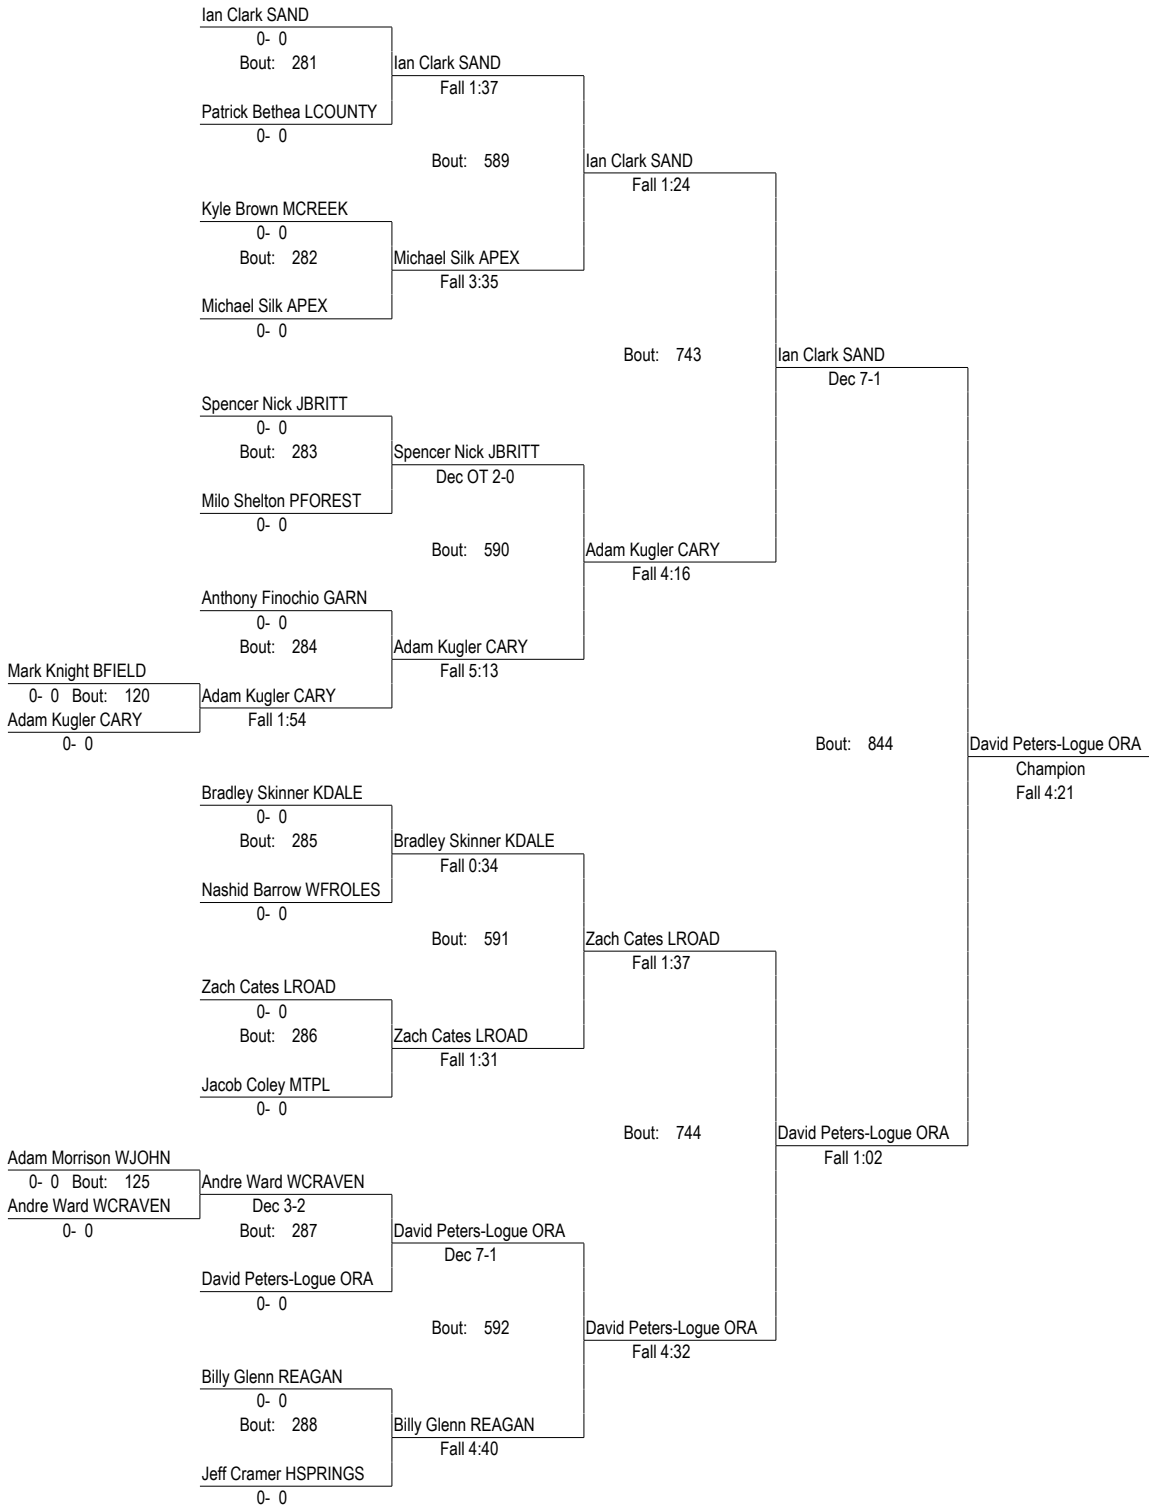 Ian Clark SAND
0- 0
Bout: 281
Ian Clark SAND
Fall 1:37
Patrick Bethea LCOUNTY
0- 0
Bout: 589
Ian Clark SAND
Fall 1:24
Kyle Brown MCREEK
0- 0
Bout: 282
Michael Silk APEX
Fall 3:35
Michael Silk APEX
0- 0
Bout: 743
Ian Clark SAND
Dec 7-1
Spencer Nick JBRITT
0- 0
Bout: 283
Spencer Nick JBRITT
Dec OT 2-0
Milo Shelton PFOREST
0- 0
Bout: 590
Adam Kugler CARY
Fall 4:16
Anthony Finochio GARN
0- 0
Bout: 284
Adam Kugler CARY
Fall 5:13
Mark Knight BFIELD
0- 0 Bout: 120
Adam Kugler CARY
Fall 1:54
Adam Kugler CARY
0- 0
Bout: 844
David Peters-Logue ORA
Champion
Fall 4:21
Bradley Skinner KDALE
0- 0
Bout: 285
Bradley Skinner KDALE
Fall 0:34
Nashid Barrow WFROLES
0- 0
Bout: 591
Zach Cates LROAD
Fall 1:37
Zach Cates LROAD
0- 0
Bout: 286
Zach Cates LROAD
Fall 1:31
Jacob Coley MTPL
0- 0
Bout: 744
David Peters-Logue ORA
Fall 1:02
Adam Morrison WJOHN
0- 0 Bout: 125
Andre Ward WCRAVEN
Dec 3-2
Andre Ward WCRAVEN
0- 0
Bout: 287
David Peters-Logue ORA
Dec 7-1
David Peters-Logue ORA
0- 0
Bout: 592
David Peters-Logue ORA
Fall 4:32
Billy Glenn REAGAN
0- 0
Bout: 288
Billy Glenn REAGAN
Fall 4:40
Jeff Cramer HSPRINGS
0- 0